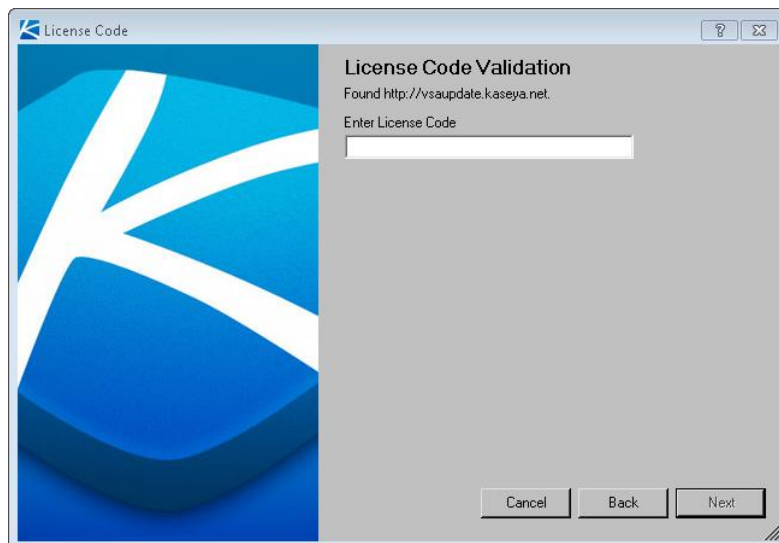 License Code
License Code Validation
Found http://vsaupdate.kaseya.net.
Enter License Code
Cancel
Back
Next